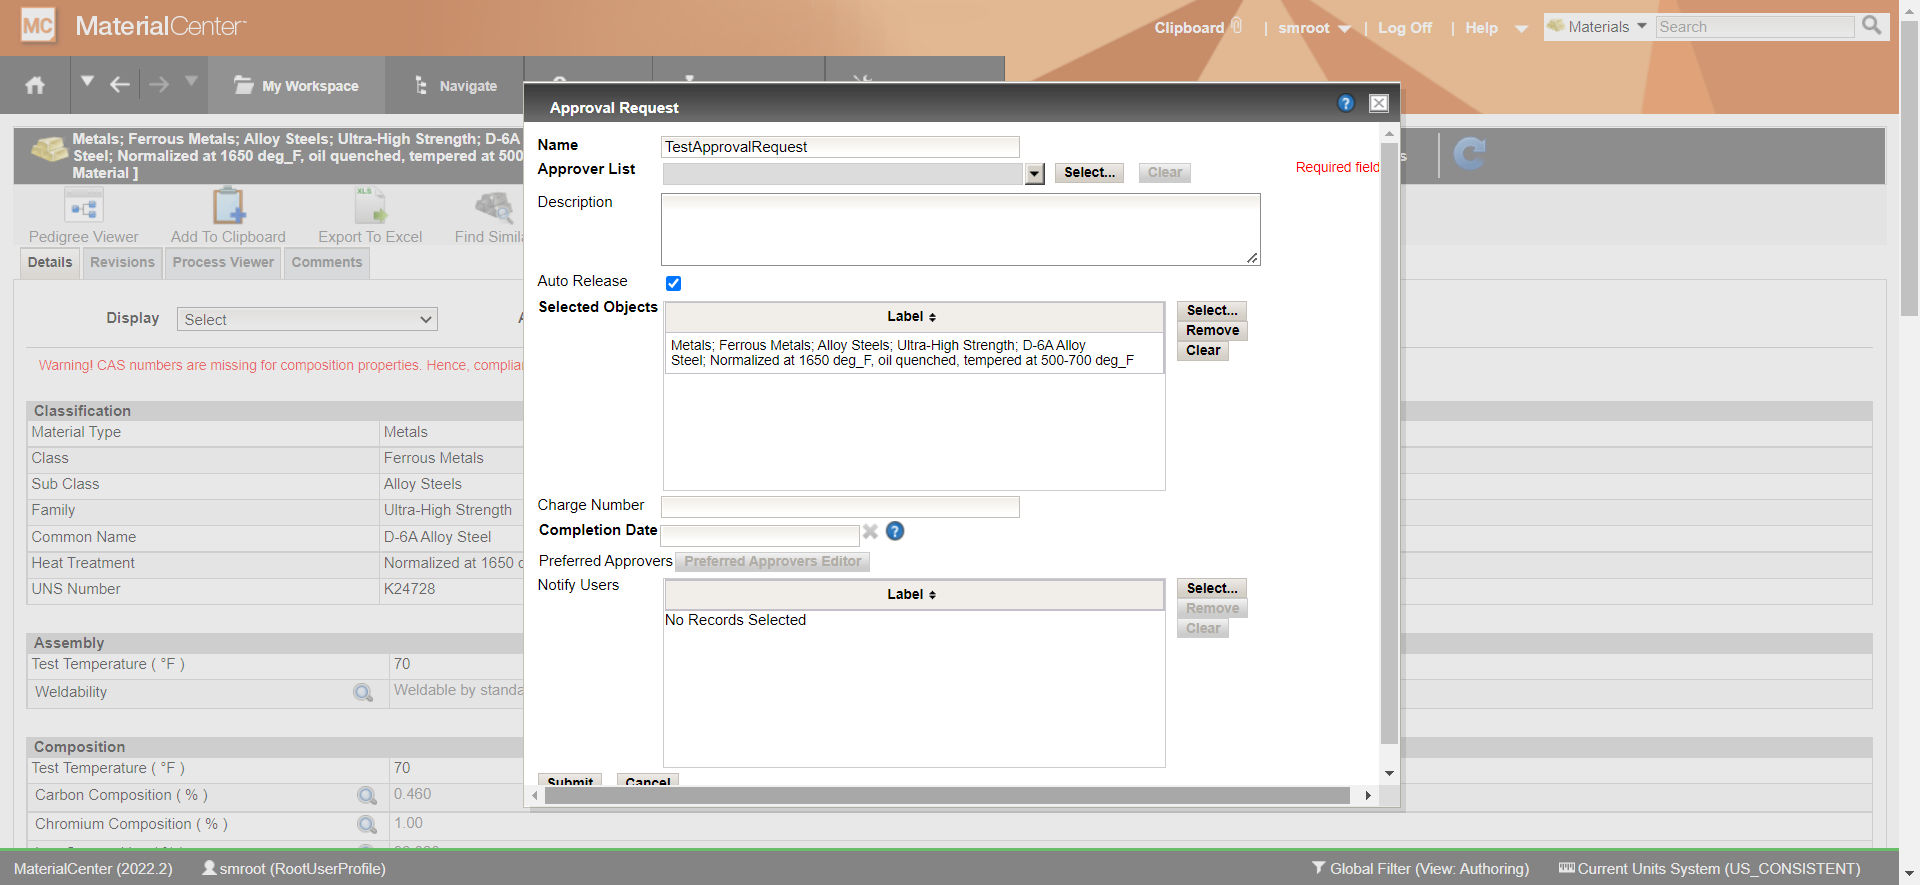 MC MaterialCenter
Clipboard | smroot | Log Off | Help
Materials Search
My Workspace Navigate
Metals; Ferrous Metals; Alloy Steels; Ultra-High Strength; D-6A
Steel; Normalized at 1650 deg_F, oil quenched, tempered at 500
Material ]
Pedigree Viewer Add To Clipboard Export To Excel Find
Details Revisions Process Viewer Comments
Display Select
Warning! CAS numbers are missing for composition properties. Hence,
Classification
Material Type Metals
Class Ferrous Metals
Sub Class Alloy Steels
Family Ultra-High Strength
Common Name D-6A Alloy Steel
Heat Treatment Normalized at 1650
UNS Number K24728
Assembly
Test Temperature ( °F ) 70
Weldability Weldable by
Composition
Test Temperature ( °F ) 70
Carbon Composition ( % ) 0.460
Chromium Composition ( % ) 1.00
Approval Request
Name TestApprovalRequest
Approver List Select... Clear
Required field
Description
Auto Release
Selected Objects Label Select...
Remove
Clear
Metals; Ferrous Metals; Alloy Steels; Ultra-High Strength; D-6A Alloy
Steel; Normalized at 1650 deg_F, oil quenched, tempered at 500-700 deg_F
Charge Number
Completion Date
Preferred Approvers Preferred Approvers Editor
Notify Users Label Select...
Remove
Clear
No Records Selected
Submit Cancel
MaterialCenter (2022.2) smroot (RootUserProfile) Global Filter (View: Authoring) Current Units System (US_CONSISTENT)